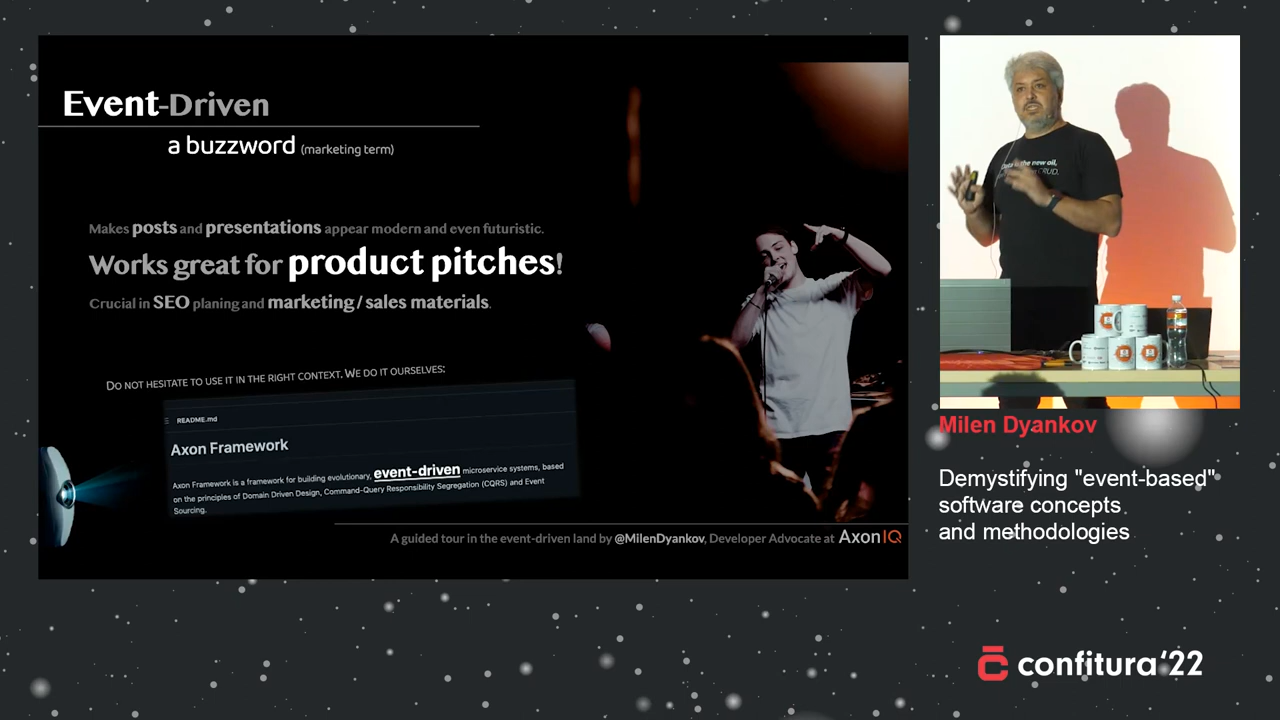 Event-Driven
a buzzword (marketing term)
Makes posts and presentations appear modern and even futuristic.
Works great for product pitches!
Crucial in SEO planing and marketing / sales materials.
DO NOT HESITATE TO USE IT IN THE RIGHT CONTEXT. WE DO IT OURSELVES:
README.md
Axon Framework
Axon Framework is a framework for building evolutionary, event-driven microservice systems, based
on the principles of Domain Driven Design, Command-Query Responsibility Segregation (CQRS) and Event
Sourcing.
A guided tour in the event-driven land by @MilenDyankov, Developer Advocate at AxonIQ
the new oil,
CRUD.
Milen Dyankov
Demystifying "event-based"
software concepts
and methodologies
confitura'22